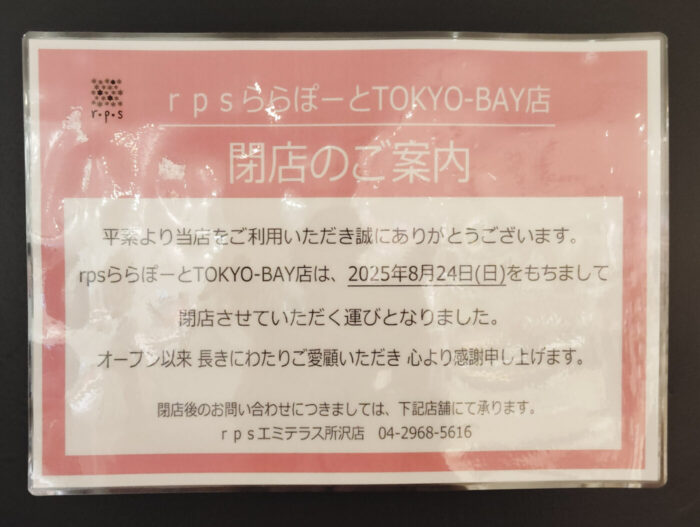 r・p・s
rpsららぽーとTOKYO-BAY店
閉店のご案内
平素より当店をご利用いただき誠にありがとうございます。
rpsららぽーとTOKYO-BAY店は、2025年8月24日(日)をもちまして
閉店させていただく運びとなりました。
オープン以来 長きにわたりご愛顧いただき 心より感謝申し上げます。
閉店後のお問い合わせにつきましては、下記店舗にて承ります。
rpsエミテラス所沢店　04-2968-5616